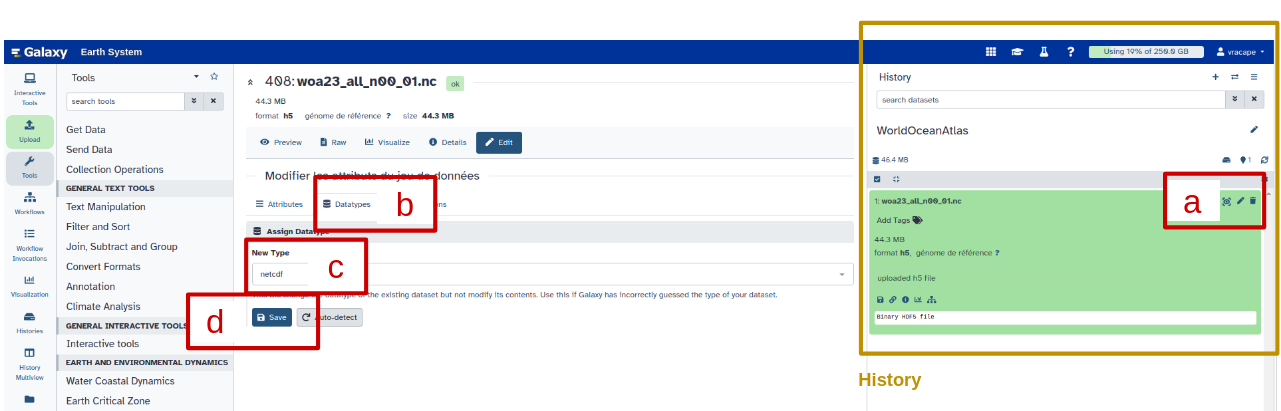 Galaxy Earth System
Using 19% of 250.0 GB
vracape
Interactive Tools
Upload
Tools
Workflows
Workflow Invocations
Visualization
Histories
History Multiview
Tools
search tools
Get Data
Send Data
Collection Operations
GENERAL TEXT TOOLS
Text Manipulation
Filter and Sort
Join, Subtract and Group
Convert Formats
Annotation
Climate Analysis
GENERAL INTERACTIVE TOOLS
Interactive tools
EARTH AND ENVIRONMENTAL DYNAMICS
Water Coastal Dynamics
Earth Critical Zone
408: woa23_all_n00_01.nc ok
44.3 MB
format h5 génome de référence ? size 44.3 MB
Preview Raw Visualize Details Edit
Modifier les attributs du jeu de données
Attributes Datatypes b
Assign Datatype
New Type c
netcdf
datatype of the existing dataset but not modify its contents. Use this if Galaxy has incorrectly guessed the type of your dataset.
d Save Auto-detect
History
search datasets
WorldOceanAtlas
46.4 MB 1
a
1: woa23_all_n00_01.nc
Add Tags
44.3 MB
format h5, génome de référence ?
uploaded h5 file
Binary HDF5 file
History